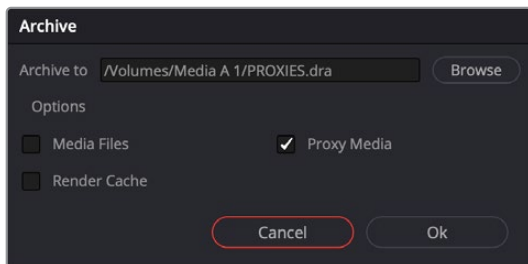 Archive
Archive to /Volumes/Media A 1/PROXIES.dra Browse
Options
Media Files Proxy Media
Render Cache
Cancel Ok